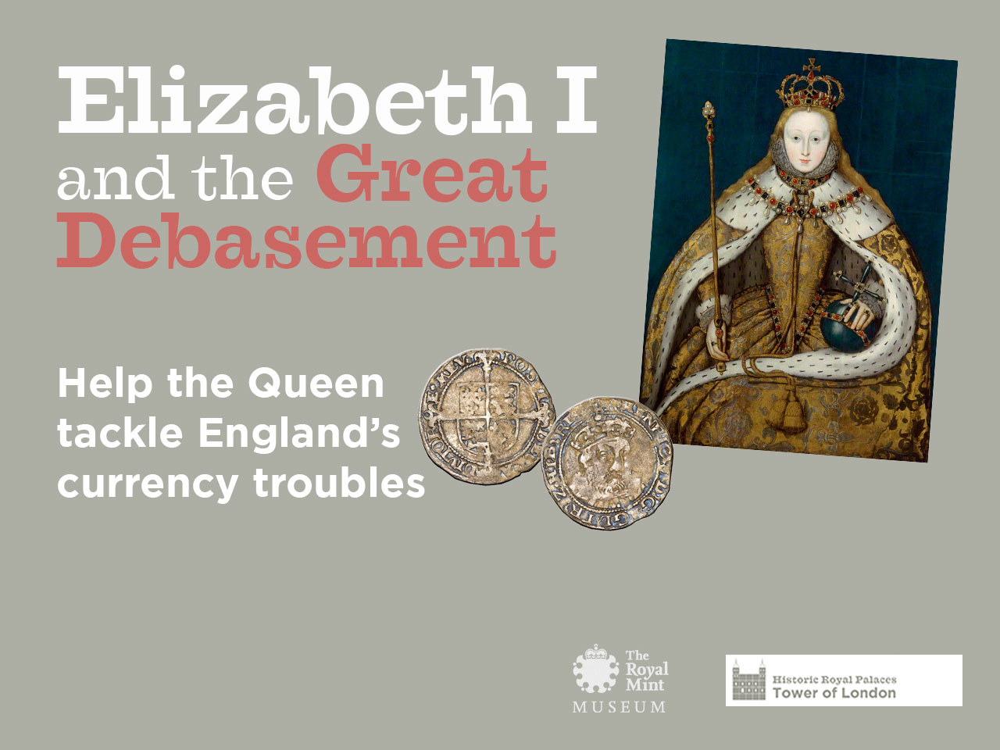 Elizabeth I
and the Great
Debasement
Help the Queen
tackle England’s
currency troubles
The
Royal
Mint
MUSEUM
Historic Royal Palaces
Tower of London